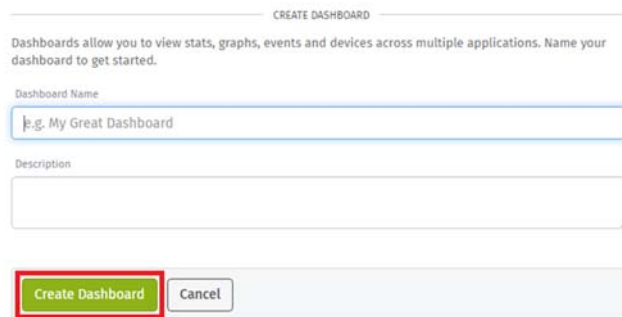 CREATE DASHBOARD
Dashboards allow you to view stats, graphs, events and devices across multiple applications. Name your
dashboard to get started.
Dashboard Name
e.g. My Great Dashboard
Description
Create Dashboard
Cancel